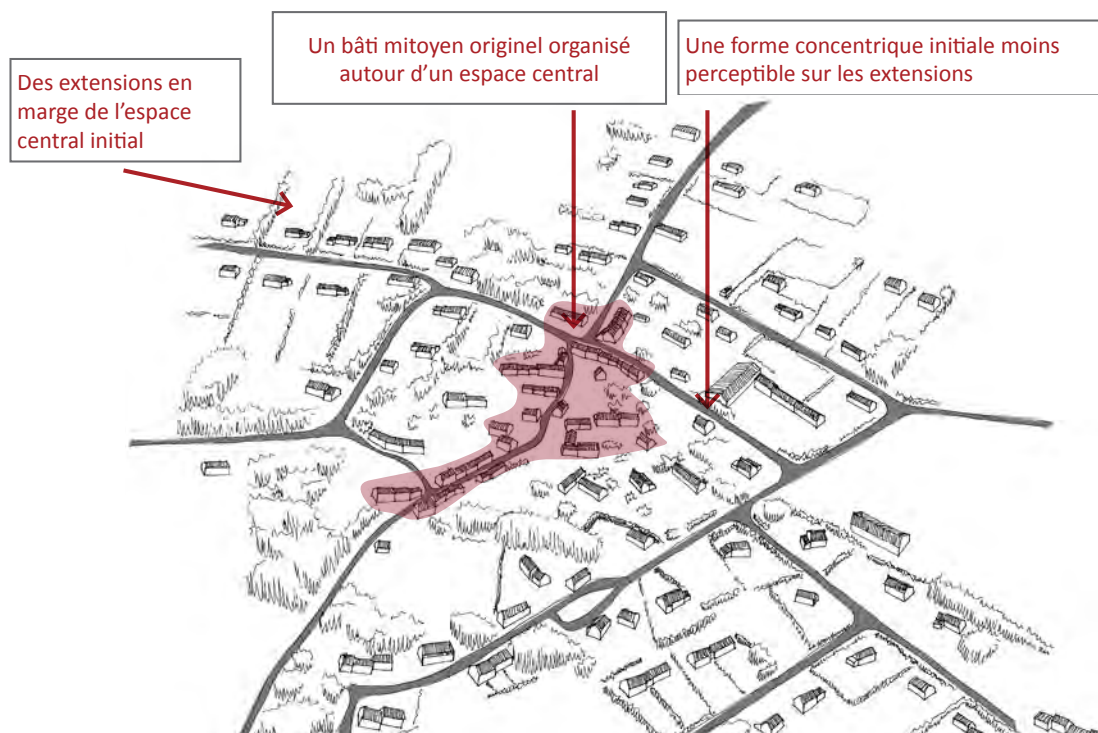 Des extensions en
marge de l’espace
central initial
Un bâti mitoyen originel organisé
autour d’un espace central
Une forme concentrique initiale moins
perceptible sur les extensions